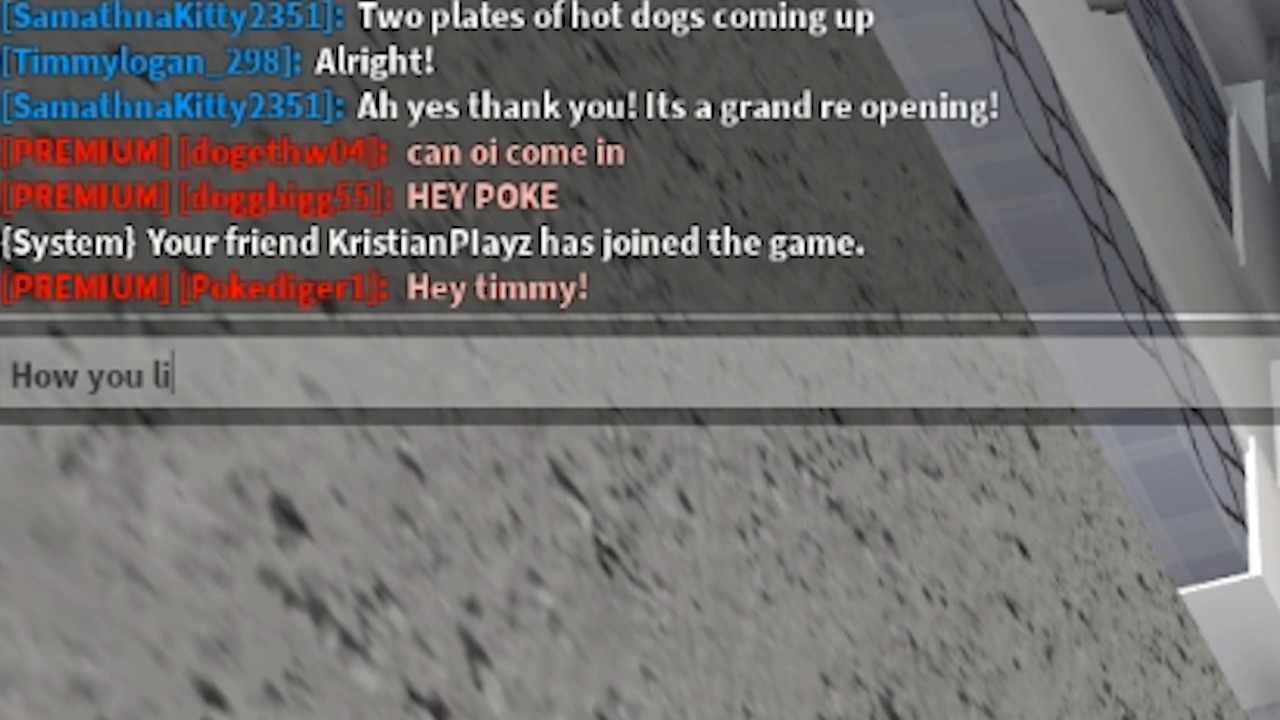 [SamathnaKitty2351]: Two plates of hot dogs coming up
[Timmylogan_298]: Alright!
[SamathnaKitty2351]: Ah yes thank you! Its a grand re opening!
[PREMIUM] [dogethw04]: can oi come in
[PREMIUM] [doggbigg55]: HEY POKE
{System} Your friend KristianPlayz has joined the game.
[PREMIUM] [Pokediger1]: Hey timmy!
How you li